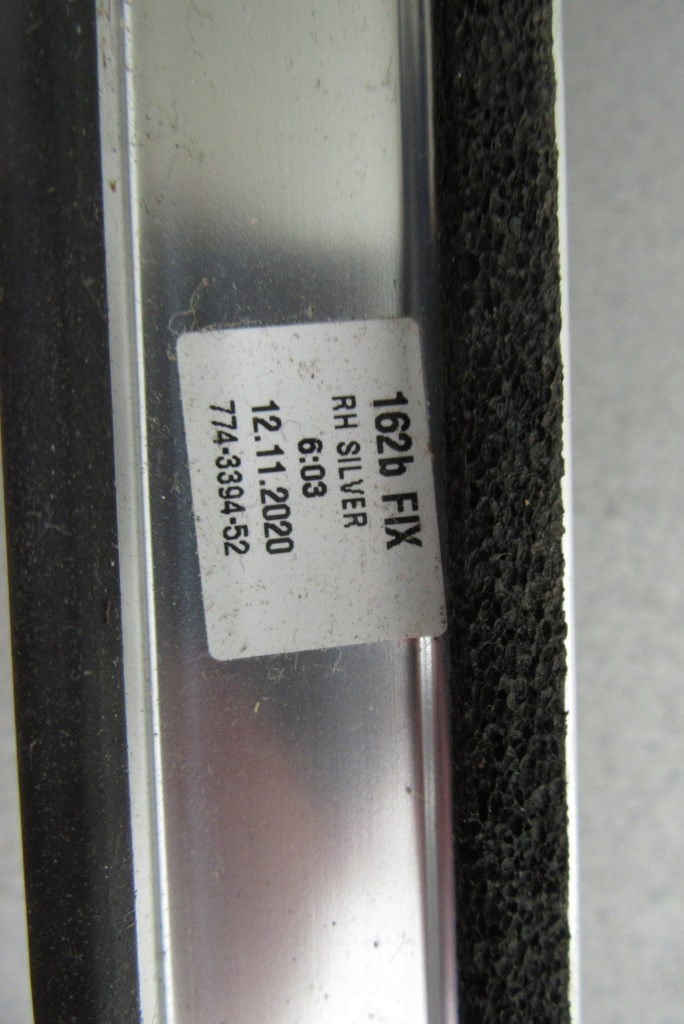 162b FIX
RH SILVER
6:03
12.11.2020
774-3394-52